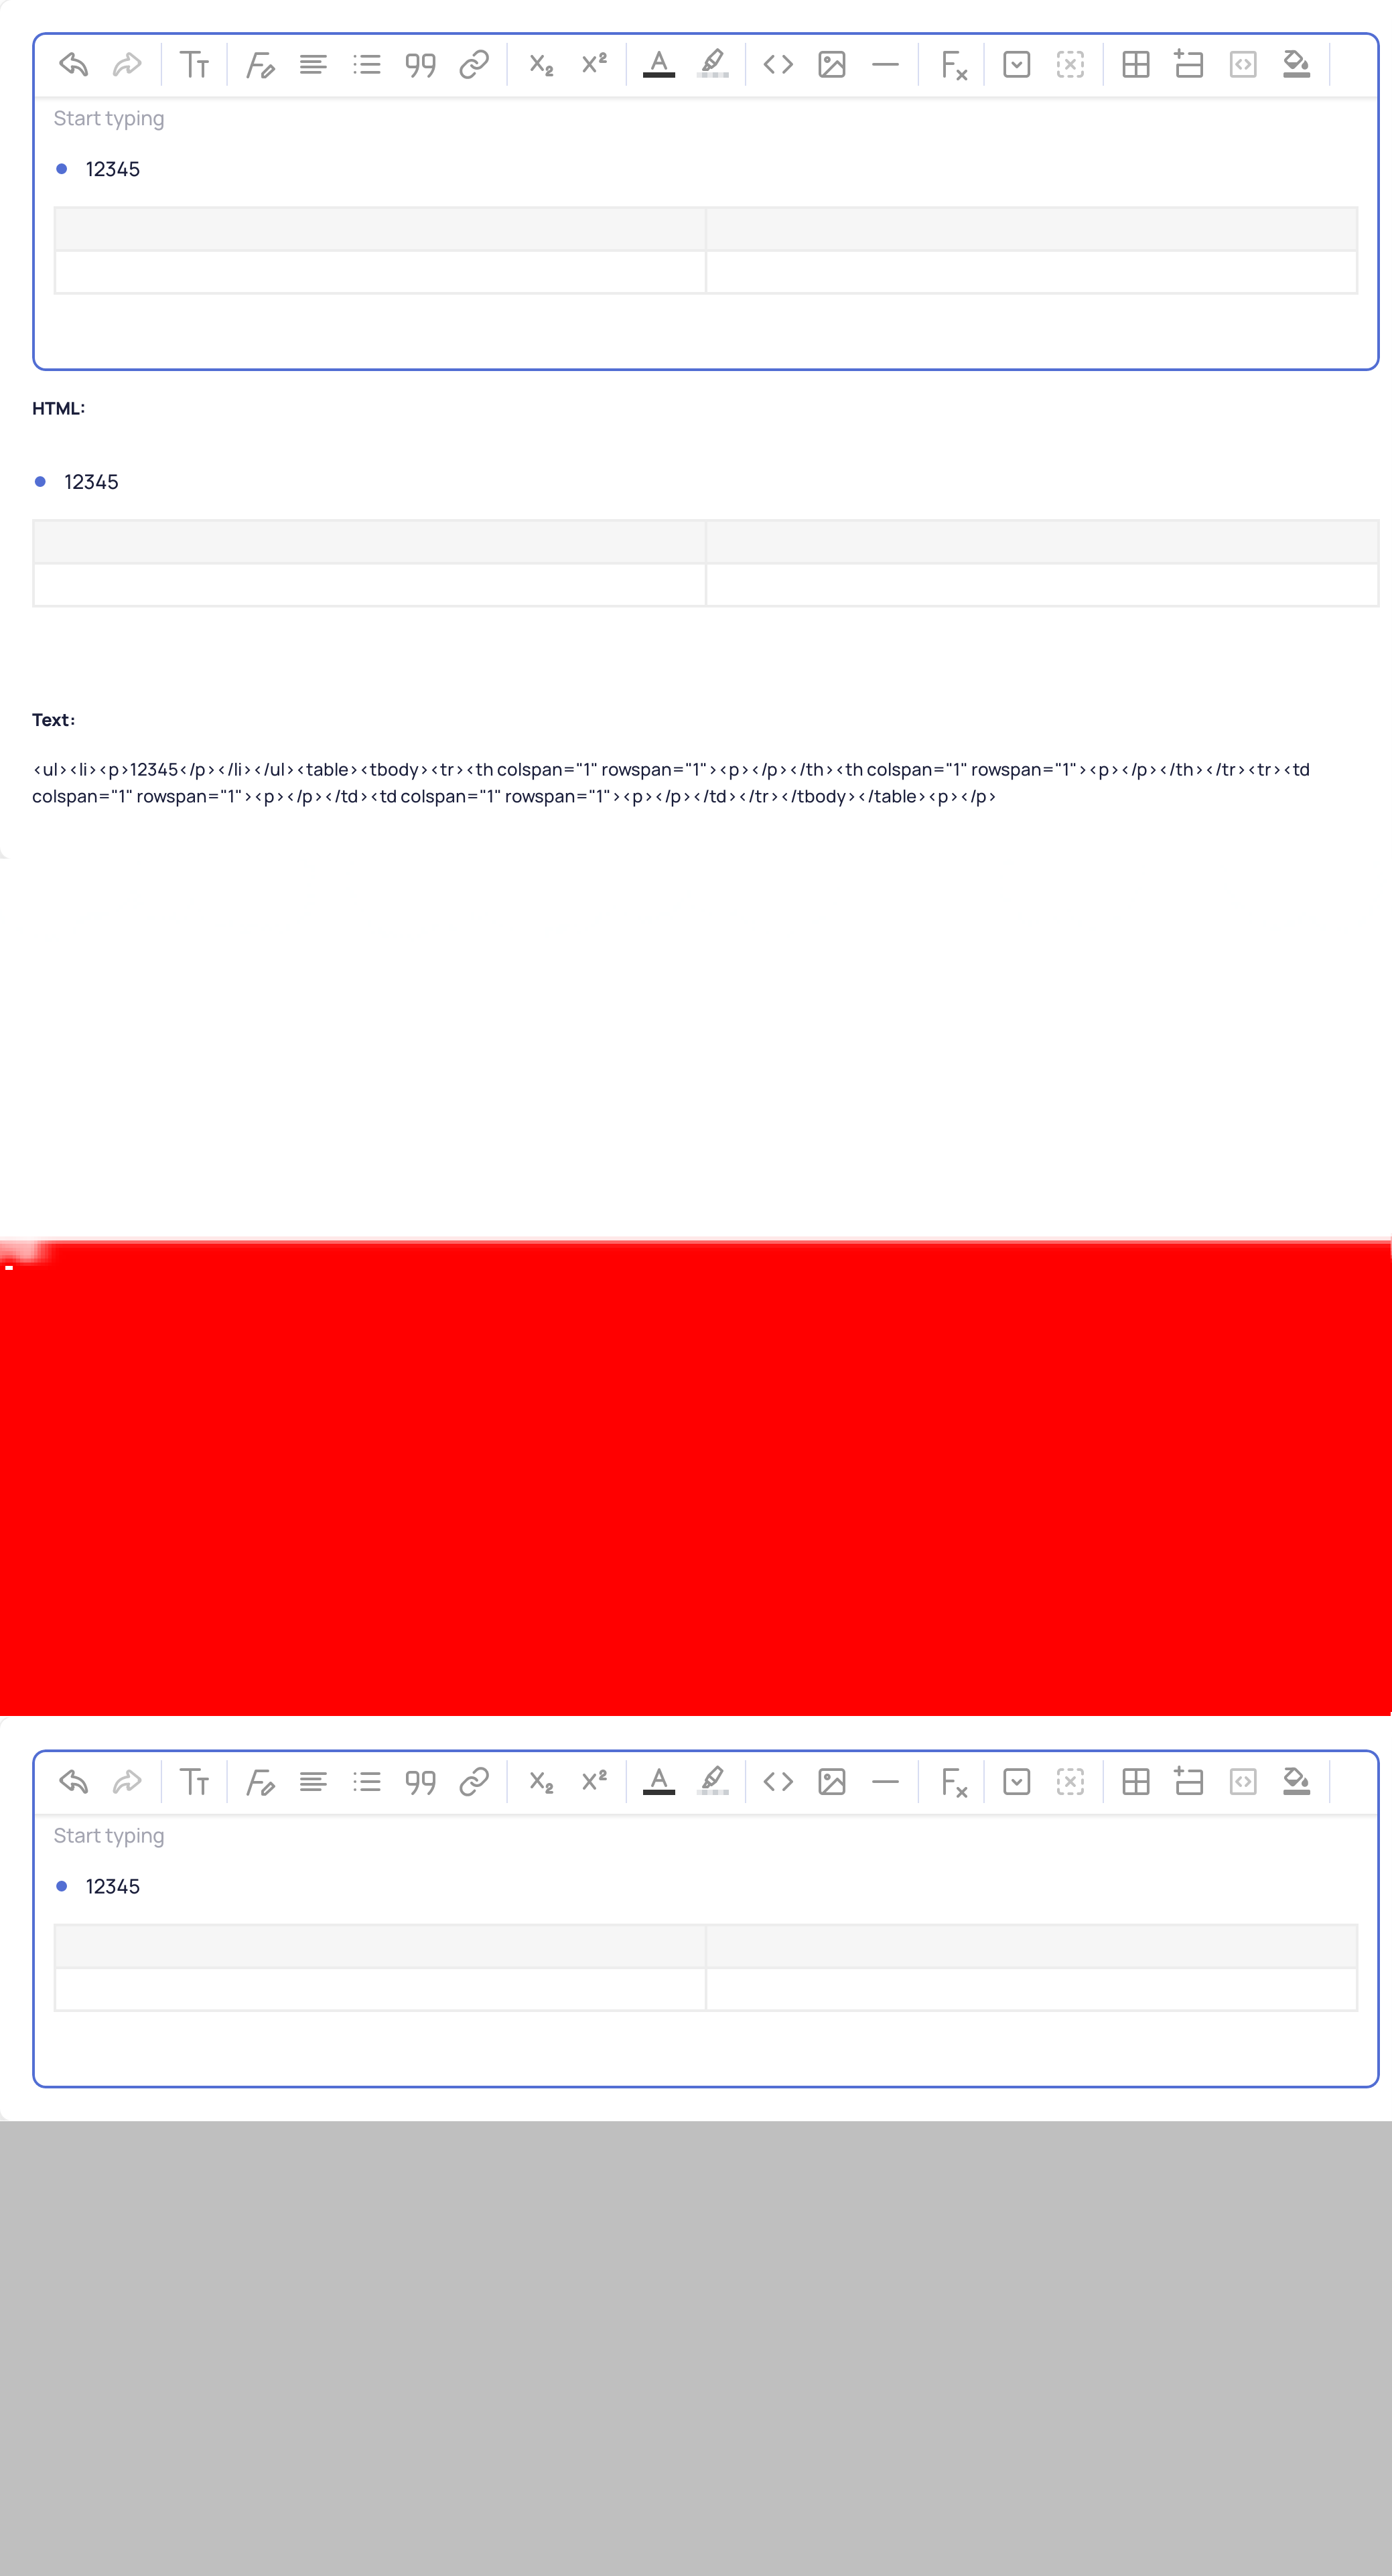 Start typing
12345
HTML:
12345
Text:
<ul><li><p>12345</p></li></ul><table><tbody><tr><th colspan="1" rowspan="1"><p></p></th><th colspan="1" rowspan="1"><p></p></th></tr><tr><td
colspan="1" rowspan="1"><p></p></td><td colspan="1" rowspan="1"><p></p></td></tr></tbody></table><p></p>
Start typing
12345